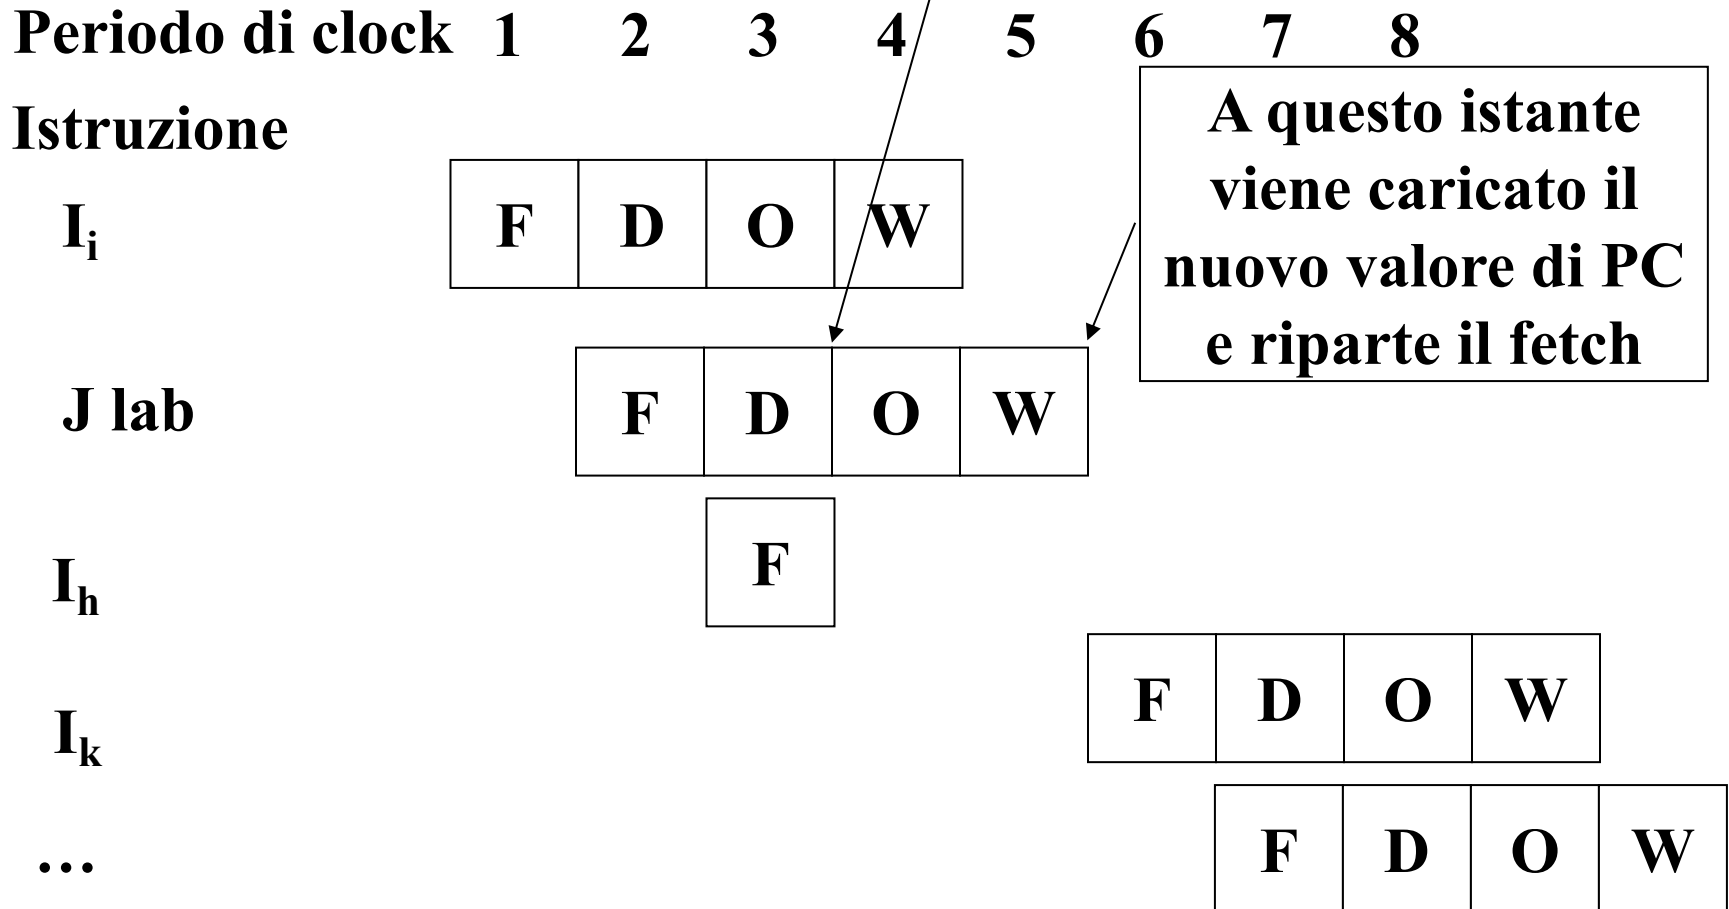 Periodo di clock 1 2 3 4 5 6 7 8
Istruzione
A questo istante
viene caricato il
nuovo valore di PC
e riparte il fetch
Ii F D O W
J lab F D O W
Ih F
Ik F D O W
... F D O W